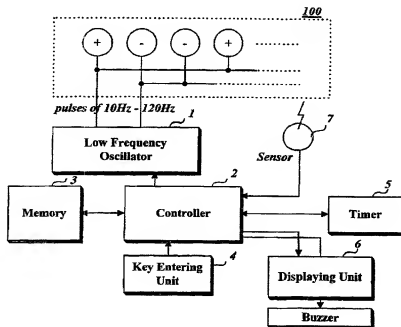 100
+ - - +
pulses of 10Hz - 120Hz
1
Low Frequency
Oscillator
7
Sensor
2
3
Memory
Controller
5
Timer
Key Entering
Unit
4
6
Displaying Unit
Buzzer